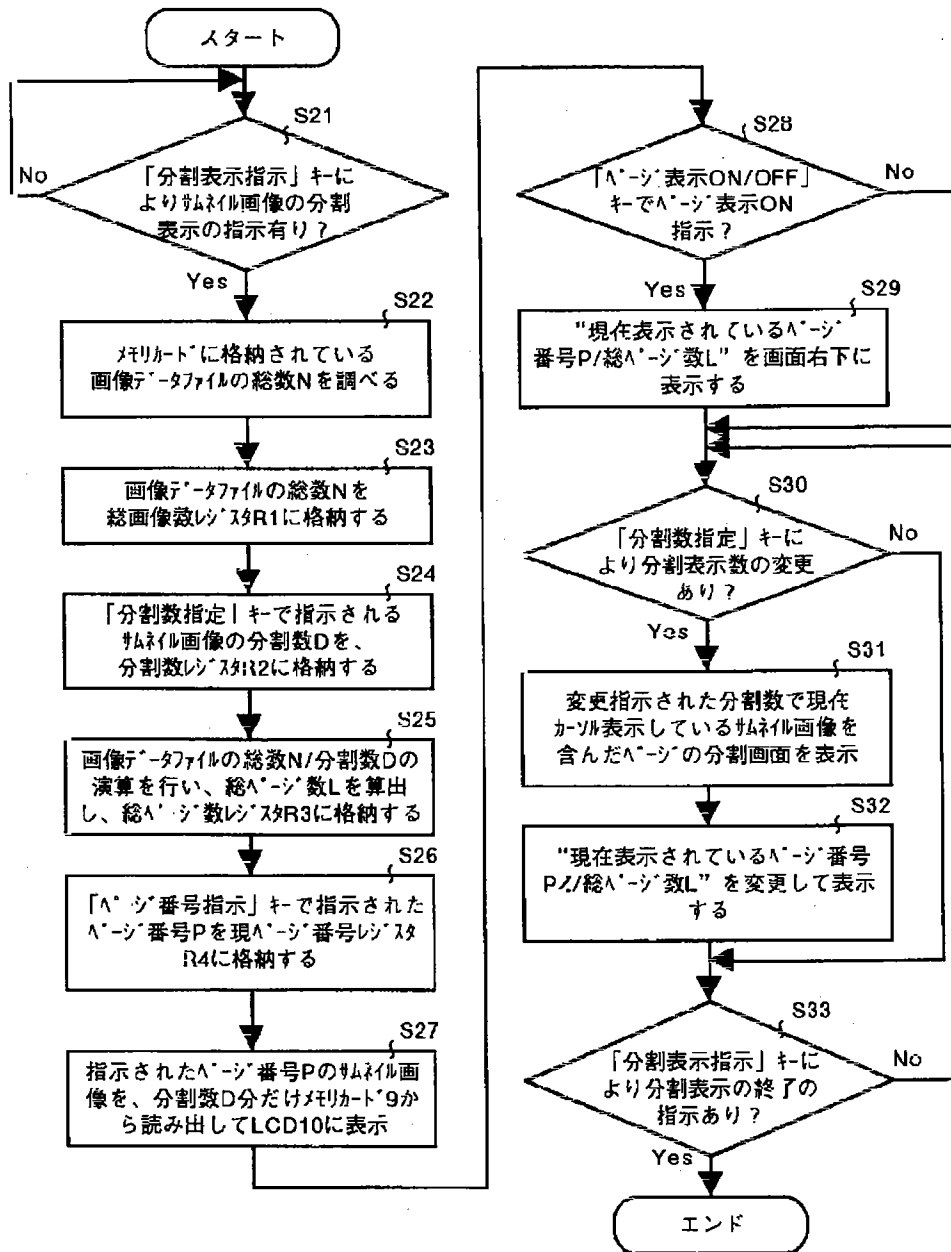 スタート
S21
No
「分割表示指示」キーに
よりサムネイル画像の分割
表示の指示有り?
Yes
S22
メモリカードに格納されている
画像データファイルの総数Nを調べる
S23
画像データファイルの総数Nを
総画像数レジスタR1に格納する
S24
「分割数指定」キーで指示される
サムネイル画像の分割数Dを、
分割数レジスタR2に格納する
S25
画像データファイルの総数N/分割数Dの
演算を行い、総ページ数Lを算出
し、総ページ数レジスタR3に格納する
S26
「ページ番号指示」キーで指示された
ページ番号Pを現ページ番号レジスタ
R4に格納する
S27
指示されたページ番号Pのサムネイル画
像を、分割数D分だけメモリカード9か
ら読み出してLCD10に表示
S28
「ページ表示ON/OFF」
キーでページ表示ON
指示?
No
Yes
S29
"現在表示されているページ
番号P/総ページ数L"を画面右下に
表示する
S30
「分割数指定」キーに
より分割表示数の変更
あり?
No
Yes
S31
変更指示された分割数で現在
カーソル表示しているサムネイル画像を
含んだページの分割画面を表示
S32
"現在表示されているページ番号
P/総ページ数L"を変更して表示
する
S33
「分割表示指示」キーに
より分割表示の終了の
指示あり?
No
Yes
エンド